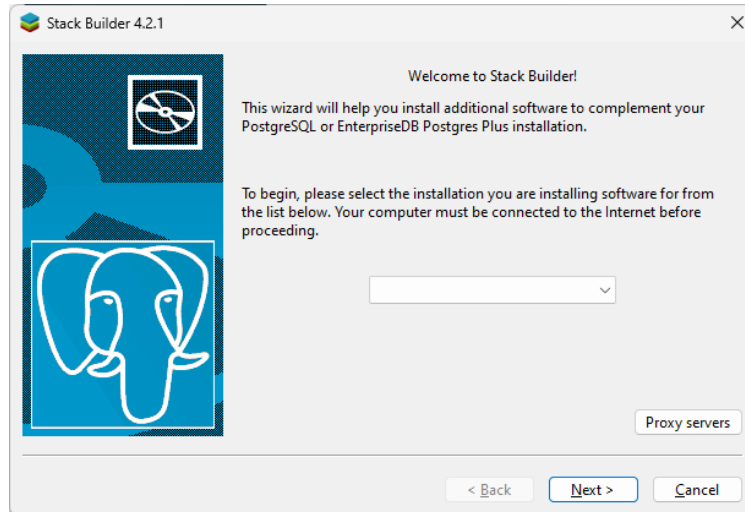 Stack Builder 4.2.1
Welcome to Stack Builder!
This wizard will help you install additional software to complement your
PostgreSQL or EnterpriseDB Postgres Plus installation.
To begin, please select the installation you are installing software for from
the list below. Your computer must be connected to the Internet before
proceeding.
Proxy servers
< Back
Next >
Cancel